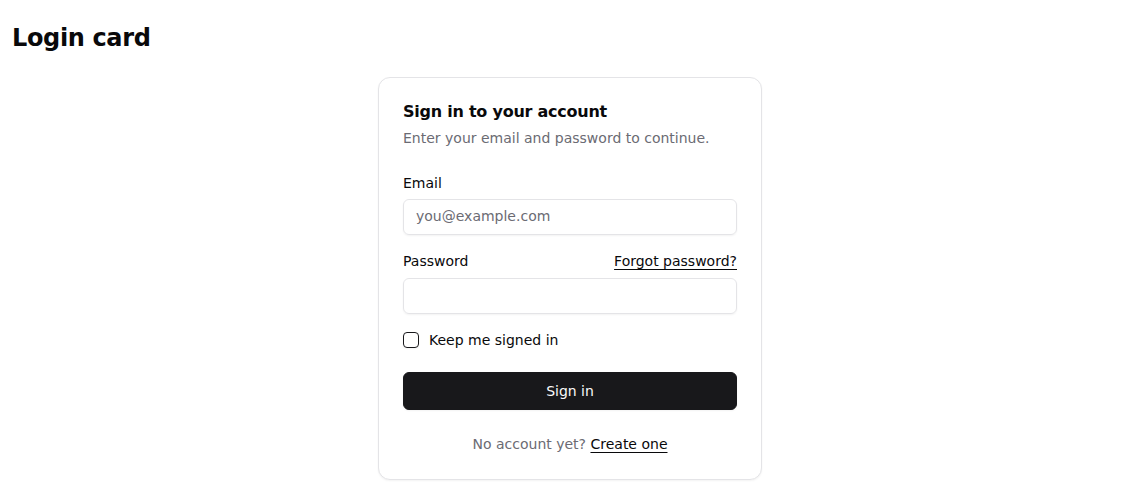 Login card
Sign in to your account
Enter your email and password to continue.
Email
you@example.com
Password Forgot password?
Keep me signed in
Sign in
No account yet? Create one